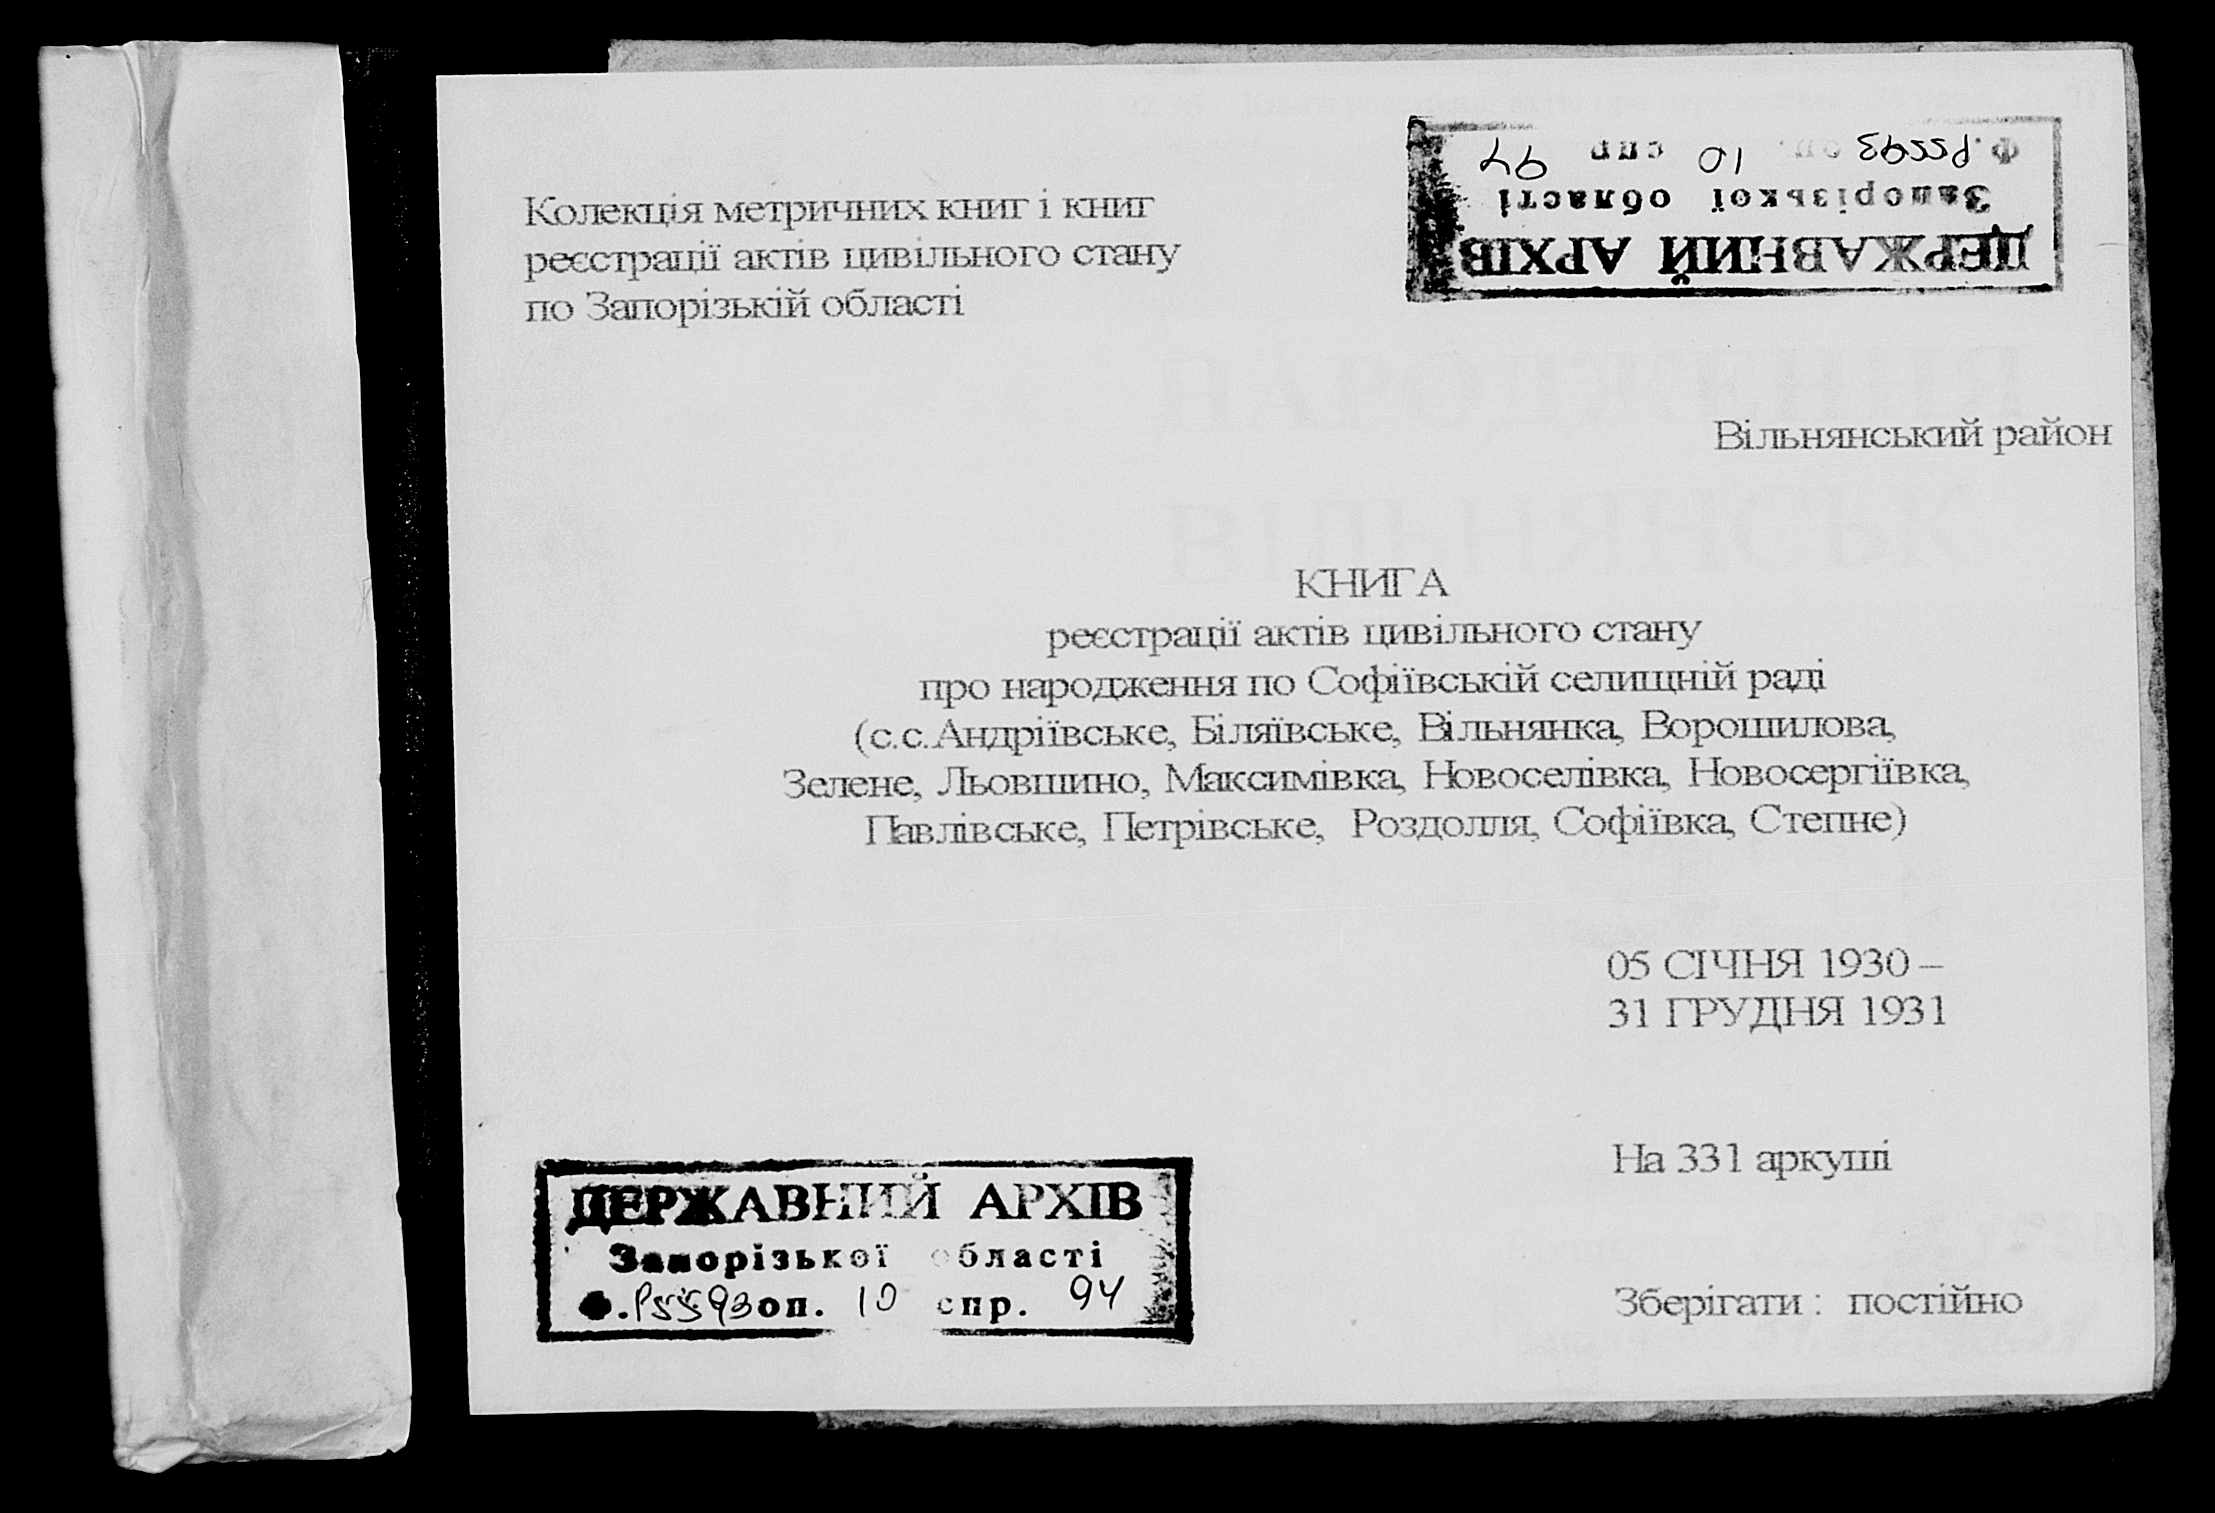 Колекція метричних книг і книг
реєстрації актів цивільного стану
по Запорізькій області
ДЕРЖАВНИЙ АРХІВ
Запорізької області
Ф. Р5593 оп. 10 спр 94
Вільнянський район
КНИГА
реєстрації актів цивільного стану
про народження по Софіївській селищній раді
(с.с.Андріївське, Біляївське, Вільнянка, Ворошилова,
Зелене, Льовшино, Максимівка, Новоселівка, Новосергіївка,
Павлівське, Петрівське, Роздолля, Софіївка, Степне)
05 СІЧНЯ 1930 –
31 ГРУДНЯ 1931
На 331 аркуші
Зберігати : постійно
ДЕРЖАВНИЙ АРХІВ
Запорізької області
Ф. Р5593 оп. 10 спр. 94